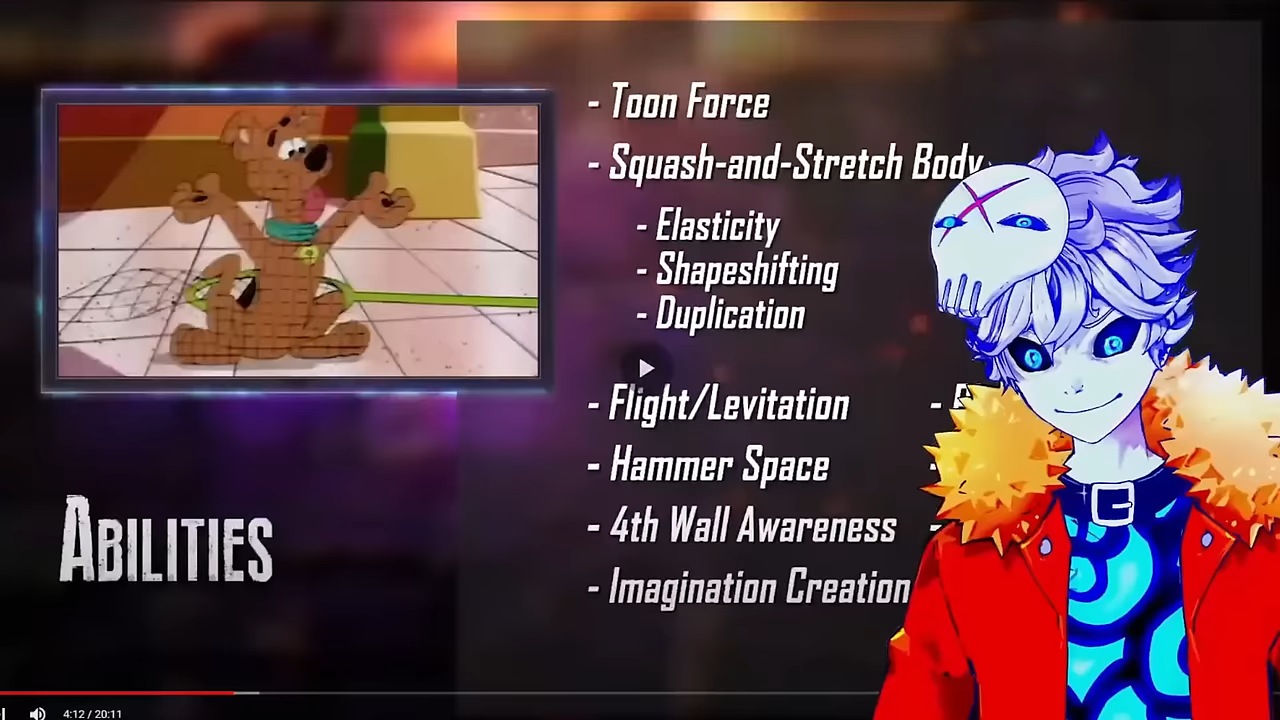 - Toon Force
- Squash-and-Stretch Body
- Elasticity
- Shapeshifting
- Duplication
- Flight/Levitation
- Hammer Space
- 4th Wall Awareness
- Imagination Creation
Abilities
4:12 / 20:11